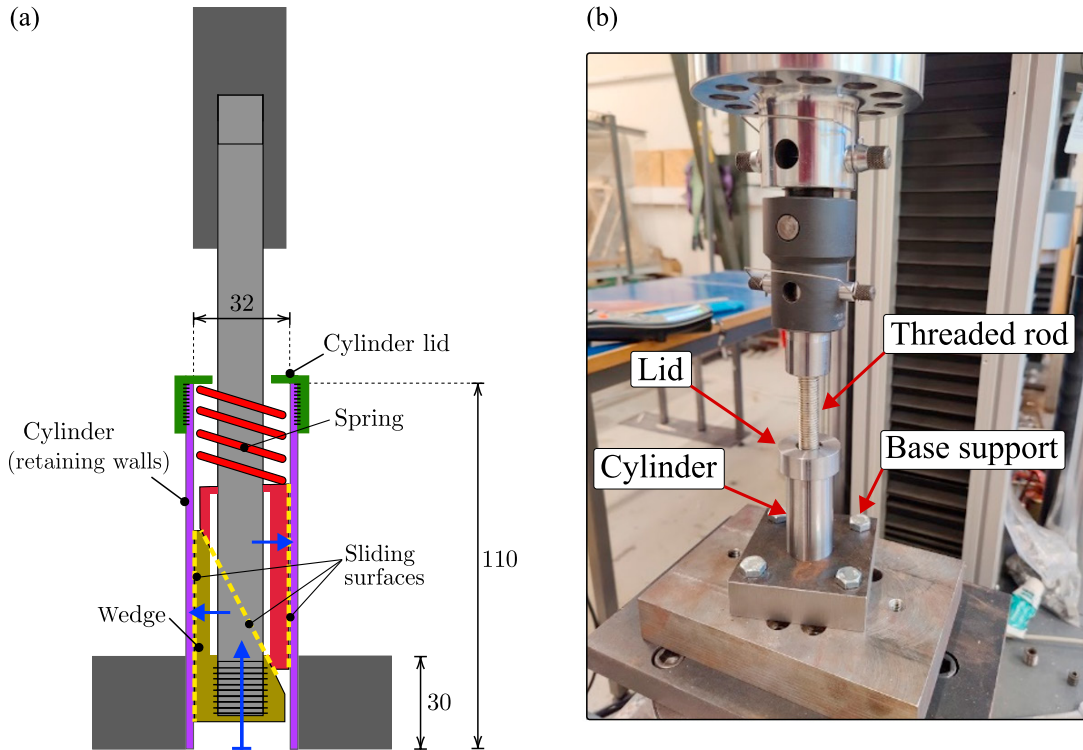 (a)
(b)
32
Cylinder lid
Spring
Cylinder
(retaining walls)
Sliding
surfaces
Wedge
110
30
Threaded rod
Lid
Base support
Cylinder